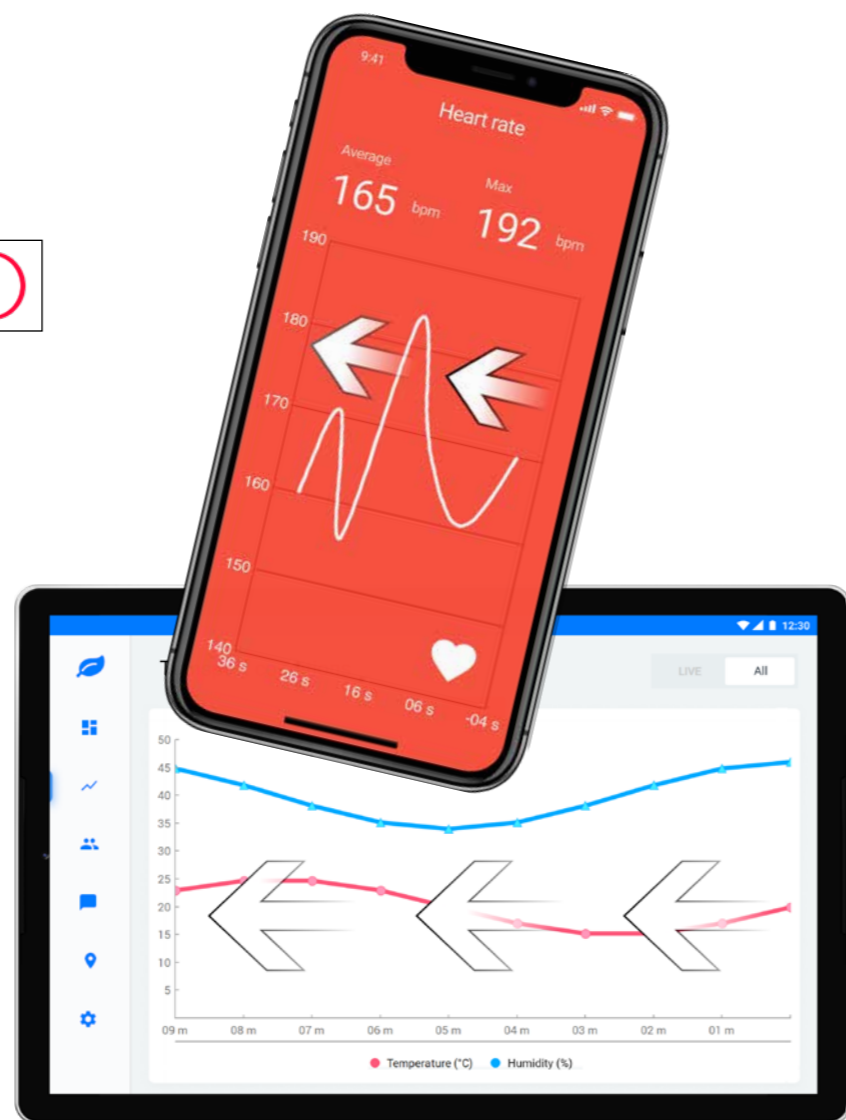 9:41
Heart rate
Average
165 bpm
Max
192 bpm
190
180
170
160
150
140
36 s
26 s
16 s
06 s
-04 s
12:30
LIVE
All
50
45
40
35
30
25
20
15
10
5
09 m
08 m
07 m
06 m
05 m
04 m
03 m
02 m
01 m
Temperature (°C)
Humidity (%)